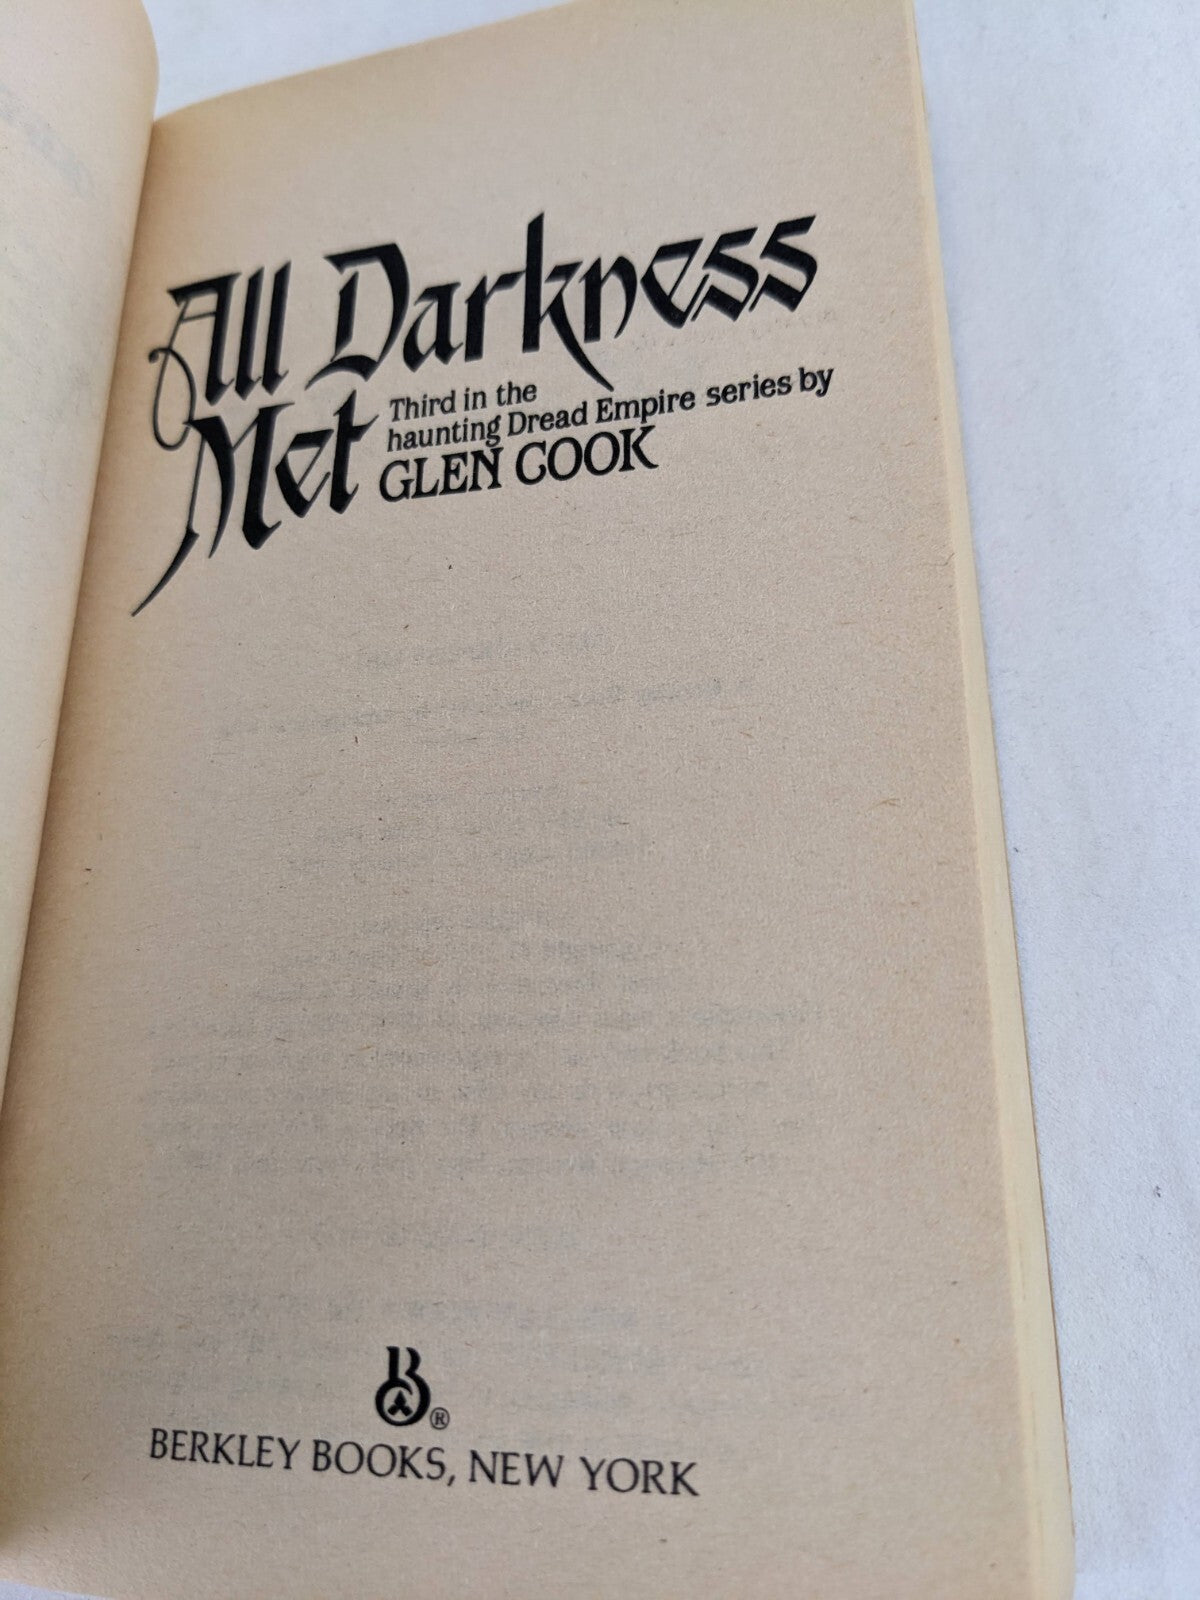 All Darkness
Met
Third in the
haunting Dread Empire series by
GLEN COOK
B®
BERKLEY BOOKS, NEW YORK